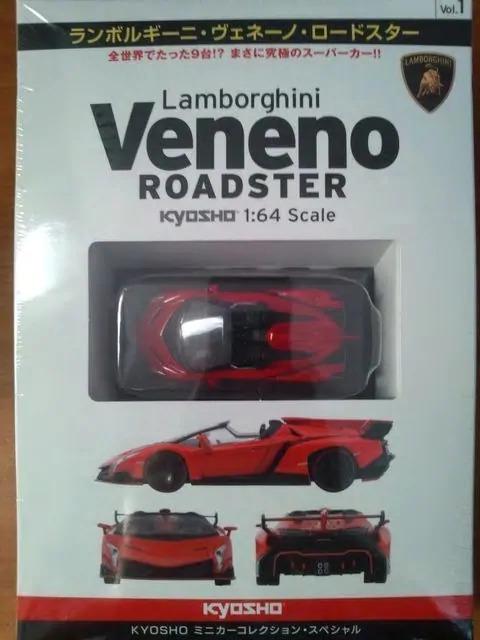 Vol.1
ランボルギーニ・ヴェネーノ・ロードスター
全世界でたった9台!? まさに究極のスーパーカー!!
LAMBORGHINI
Lamborghini
Veneno
ROADSTER
KYOSHO 1:64 Scale
KYOSHO
KYOSHO ミニカーコレクション・スペシャル